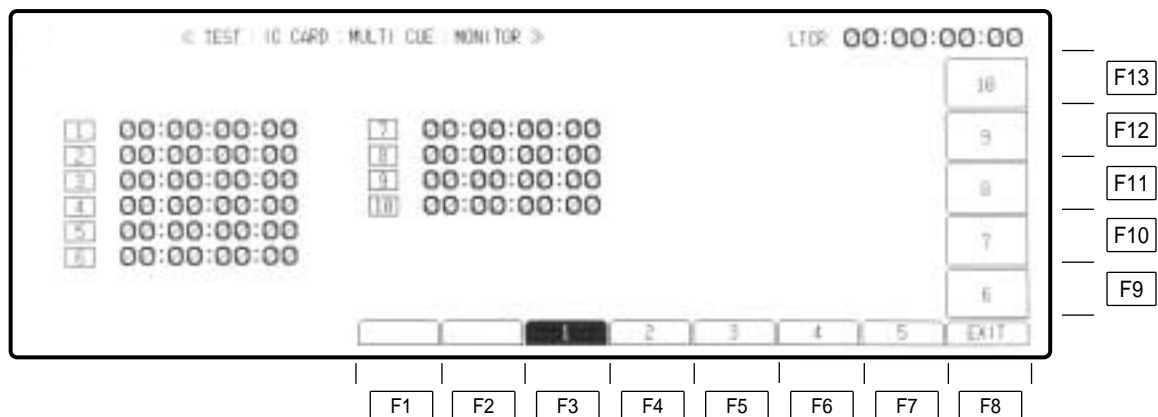 < TEST : IC CARD : MULTI CUE : MONITOR > LTCR 00:00:00:00
10 F13
1 00:00:00:00 7 00:00:00:00 9 F12
2 00:00:00:00 8 00:00:00:00
3 00:00:00:00 9 00:00:00:00 8 F11
4 00:00:00:00 10 00:00:00:00
5 00:00:00:00 7 F10
6 00:00:00:00
6 F9
1 2 3 4 5 EXIT
F1 F2 F3 F4 F5 F6 F7 F8